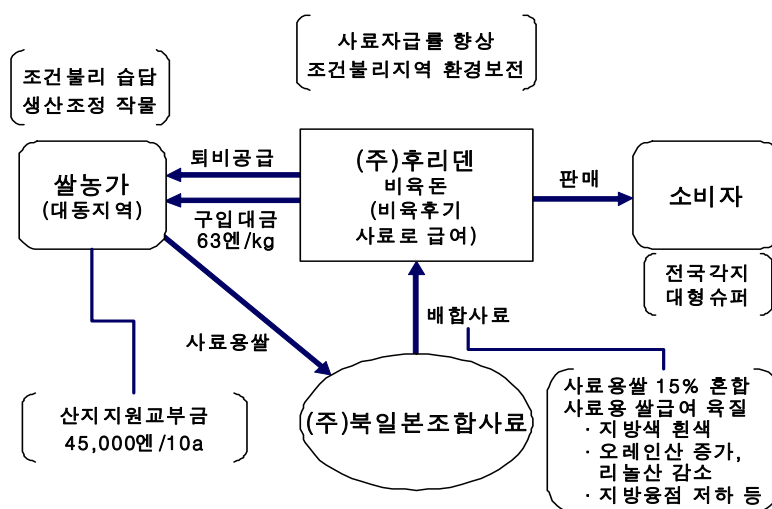 사료자급률 향상
조건불리지역 환경보전
조건불리 습답
생산조정 작물
쌀농가
(대동지역)
퇴비공급
구입대금
63엔/kg
(주)후리덴
비육돈
(비육후기
사료로 급여)
판매
소비자
전국각지
대형슈퍼
사료용쌀
배합사료
산지지원교부금
45,000엔/10a
(주)북일본조합사료
사료용쌀 15% 혼합
사료용 쌀급여 육질
· 지방색 흰색
· 오레인산 증가,
리놀산 감소
· 지방융점 저하 등